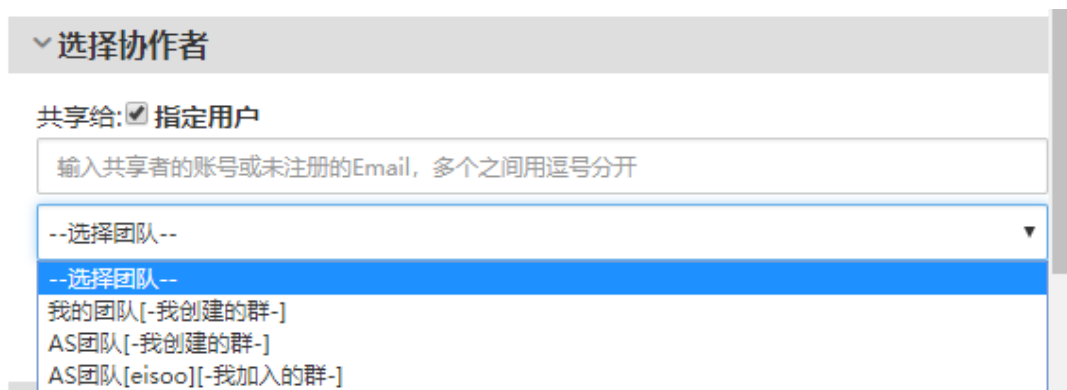 选择协作者
共享给: 指定用户
输入共享者的账号或未注册的Email，多个之间用逗号分开
--选择团队--
--选择团队--
我的团队[-我创建的群-]
AS团队[-我创建的群-]
AS团队[eisoo][-我加入的群-]